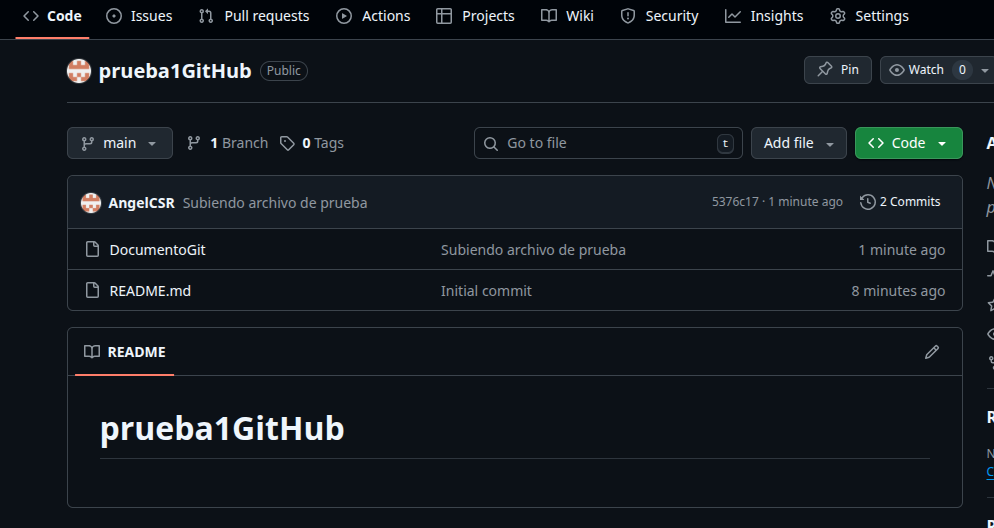 Code Issues Pull requests Actions Projects Wiki Security Insights Settings
prueba1GitHub Public Pin Watch 0
main 1 Branch 0 Tags Go to file t Add file Code
AngelCSR Subiendo archivo de prueba 5376c17 · 1 minute ago 2 Commits
DocumentoGit Subiendo archivo de prueba 1 minute ago
README.md Initial commit 8 minutes ago
README
prueba1GitHub